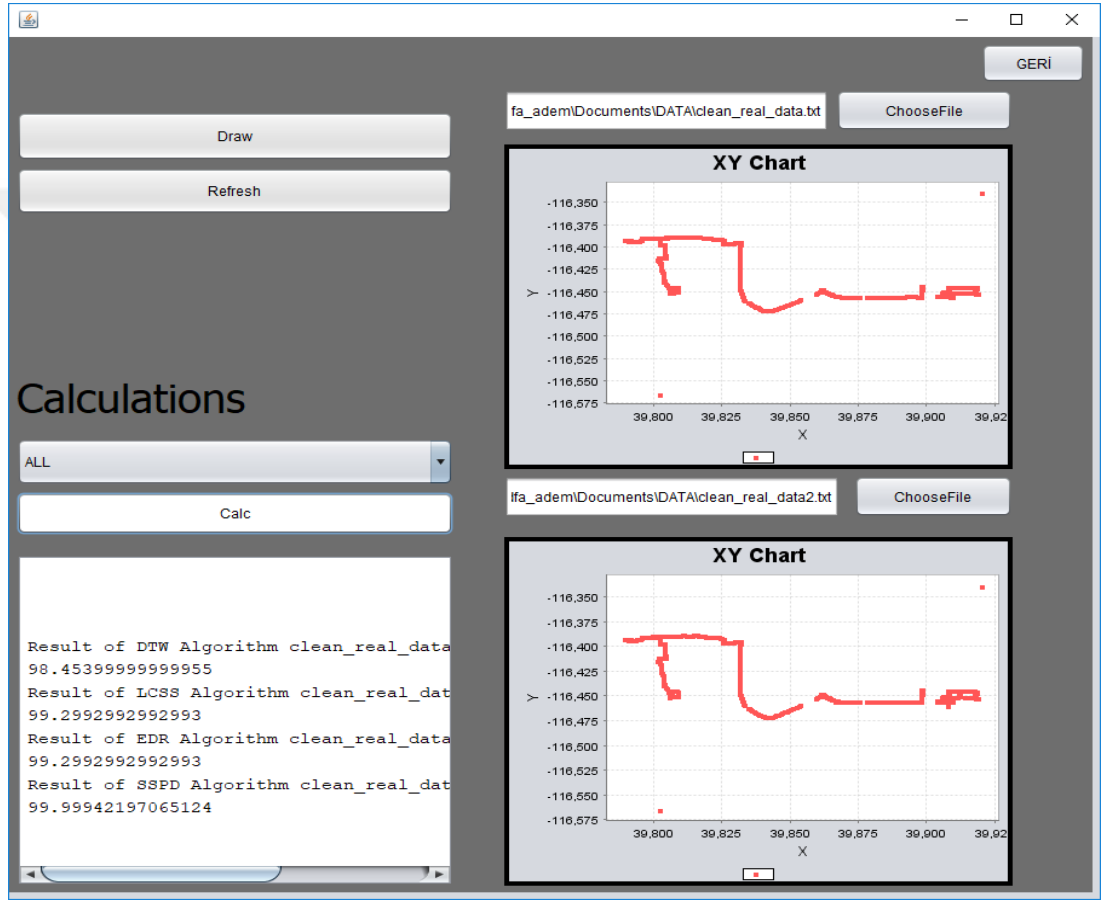 GERİ
Draw
Refresh
Calculations
ALL
Calc
Result of DTW Algorithm clean_real_data
98.45399999999955
Result of LCSS Algorithm clean_real_dat
99.2992992992993
Result of EDR Algorithm clean_real_data
99.2992992992993
Result of SSPD Algorithm clean_real_dat
99.99942197065124
fa_adem\Documents\DATA\clean_real_data.txt
ChooseFile
XY Chart
Y
-116,350
-116,375
-116,400
-116,425
-116,450
-116,475
-116,500
-116,525
-116,550
-116,575
39,800 39,825 39,850 39,875 39,900 39,92
X
lfa_adem\Documents\DATA\clean_real_data2.txt
ChooseFile
XY Chart
Y
-116,350
-116,375
-116,400
-116,425
-116,450
-116,475
-116,500
-116,525
-116,550
-116,575
39,800 39,825 39,850 39,875 39,900 39,92
X